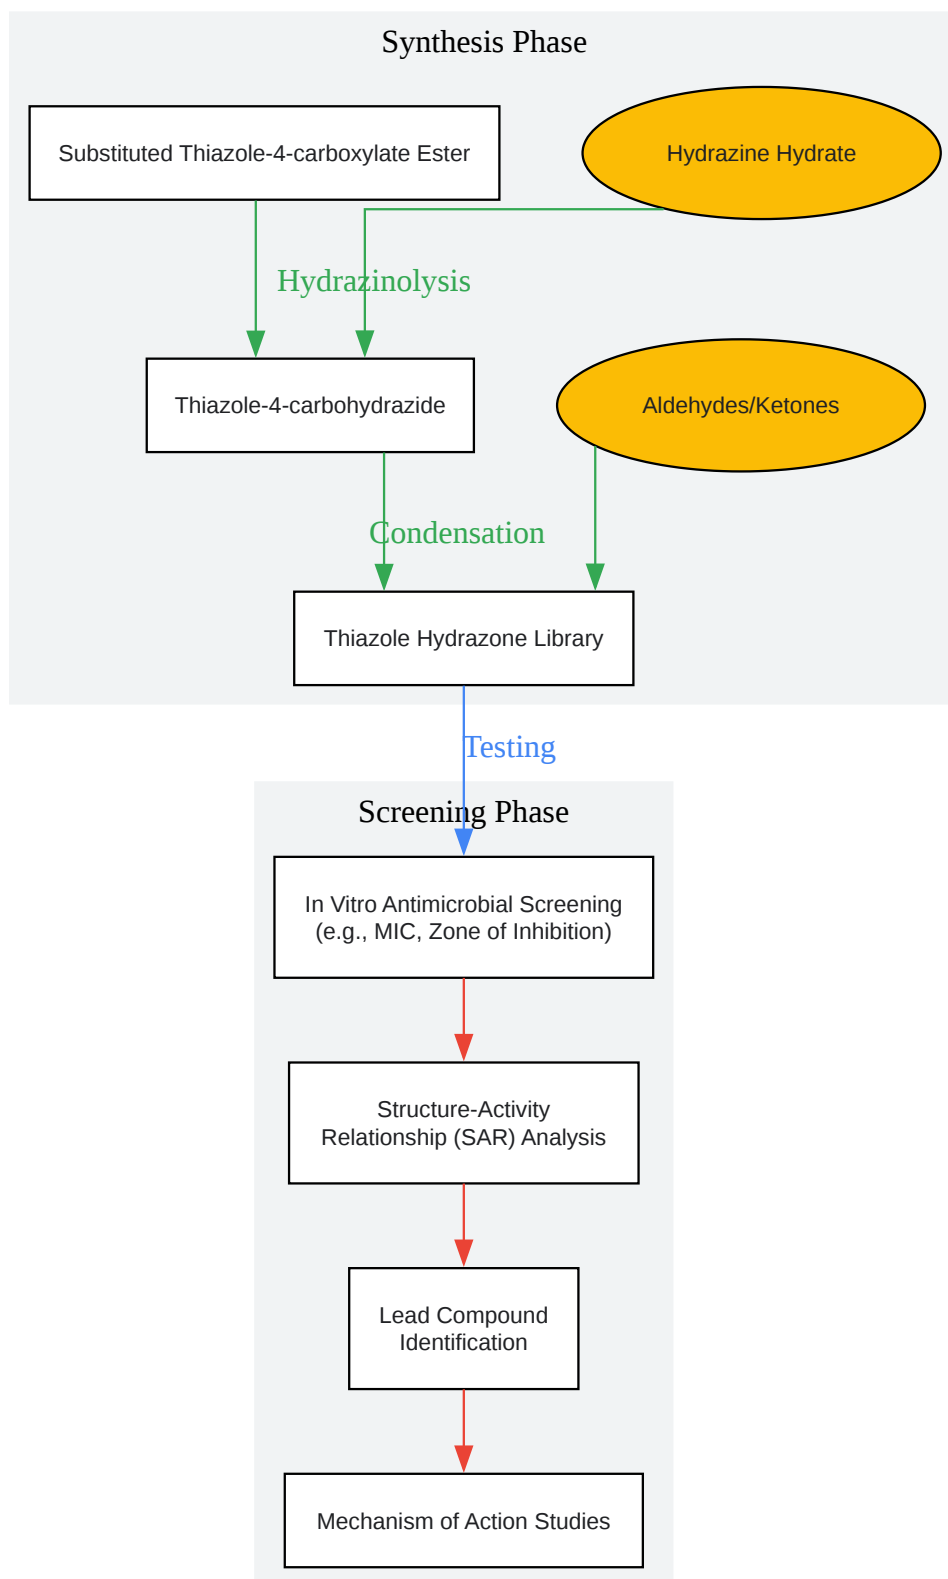 Synthesis Phase
Substituted Thiazole-4-carboxylate Ester
Hydrazine Hydrate
Hydrazinolysis
Thiazole-4-carbohydrazide
Aldehydes/Ketones
Condensation
Thiazole Hydrazone Library
Testing
Screening Phase
In Vitro Antimicrobial Screening
(e.g., MIC, Zone of Inhibition)
Structure-Activity
Relationship (SAR) Analysis
Lead Compound
Identification
Mechanism of Action Studies